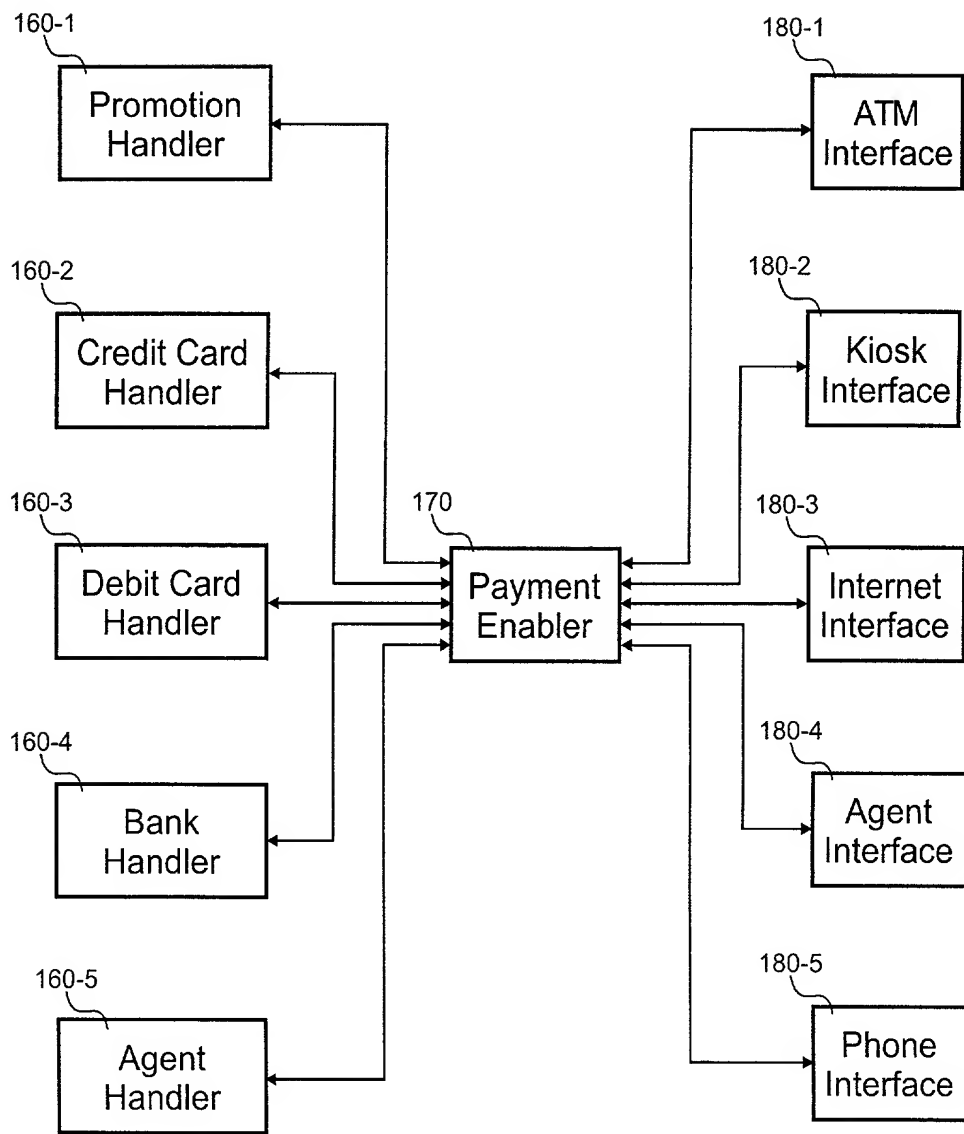 160-1
Promotion
Handler
180-1
ATM
Interface
160-2
Credit Card
Handler
180-2
Kiosk
Interface
160-3
Debit Card
Handler
170
Payment
Enabler
180-3
Internet
Interface
160-4
Bank
Handler
180-4
Agent
Interface
160-5
Agent
Handler
180-5
Phone
Interface